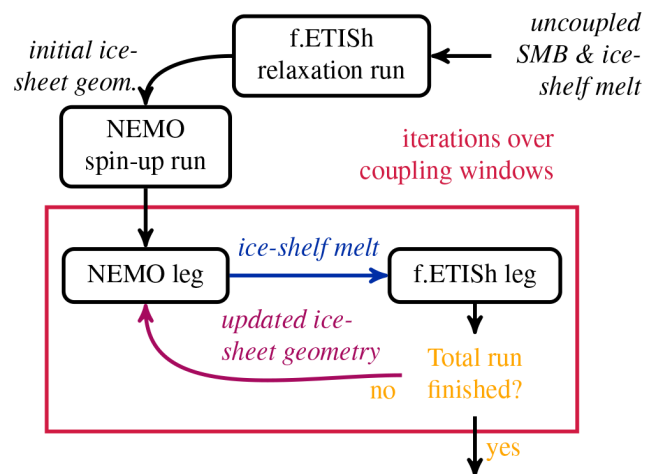 initial ice-
sheet geom.
f.ETISh
relaxation run
uncoupled
SMB & ice-
shelf melt
NEMO
spin-up run
iterations over
coupling windows
NEMO leg
ice-shelf melt
f.ETISh leg
updated ice-
sheet geometry
Total run
finished?
no
yes